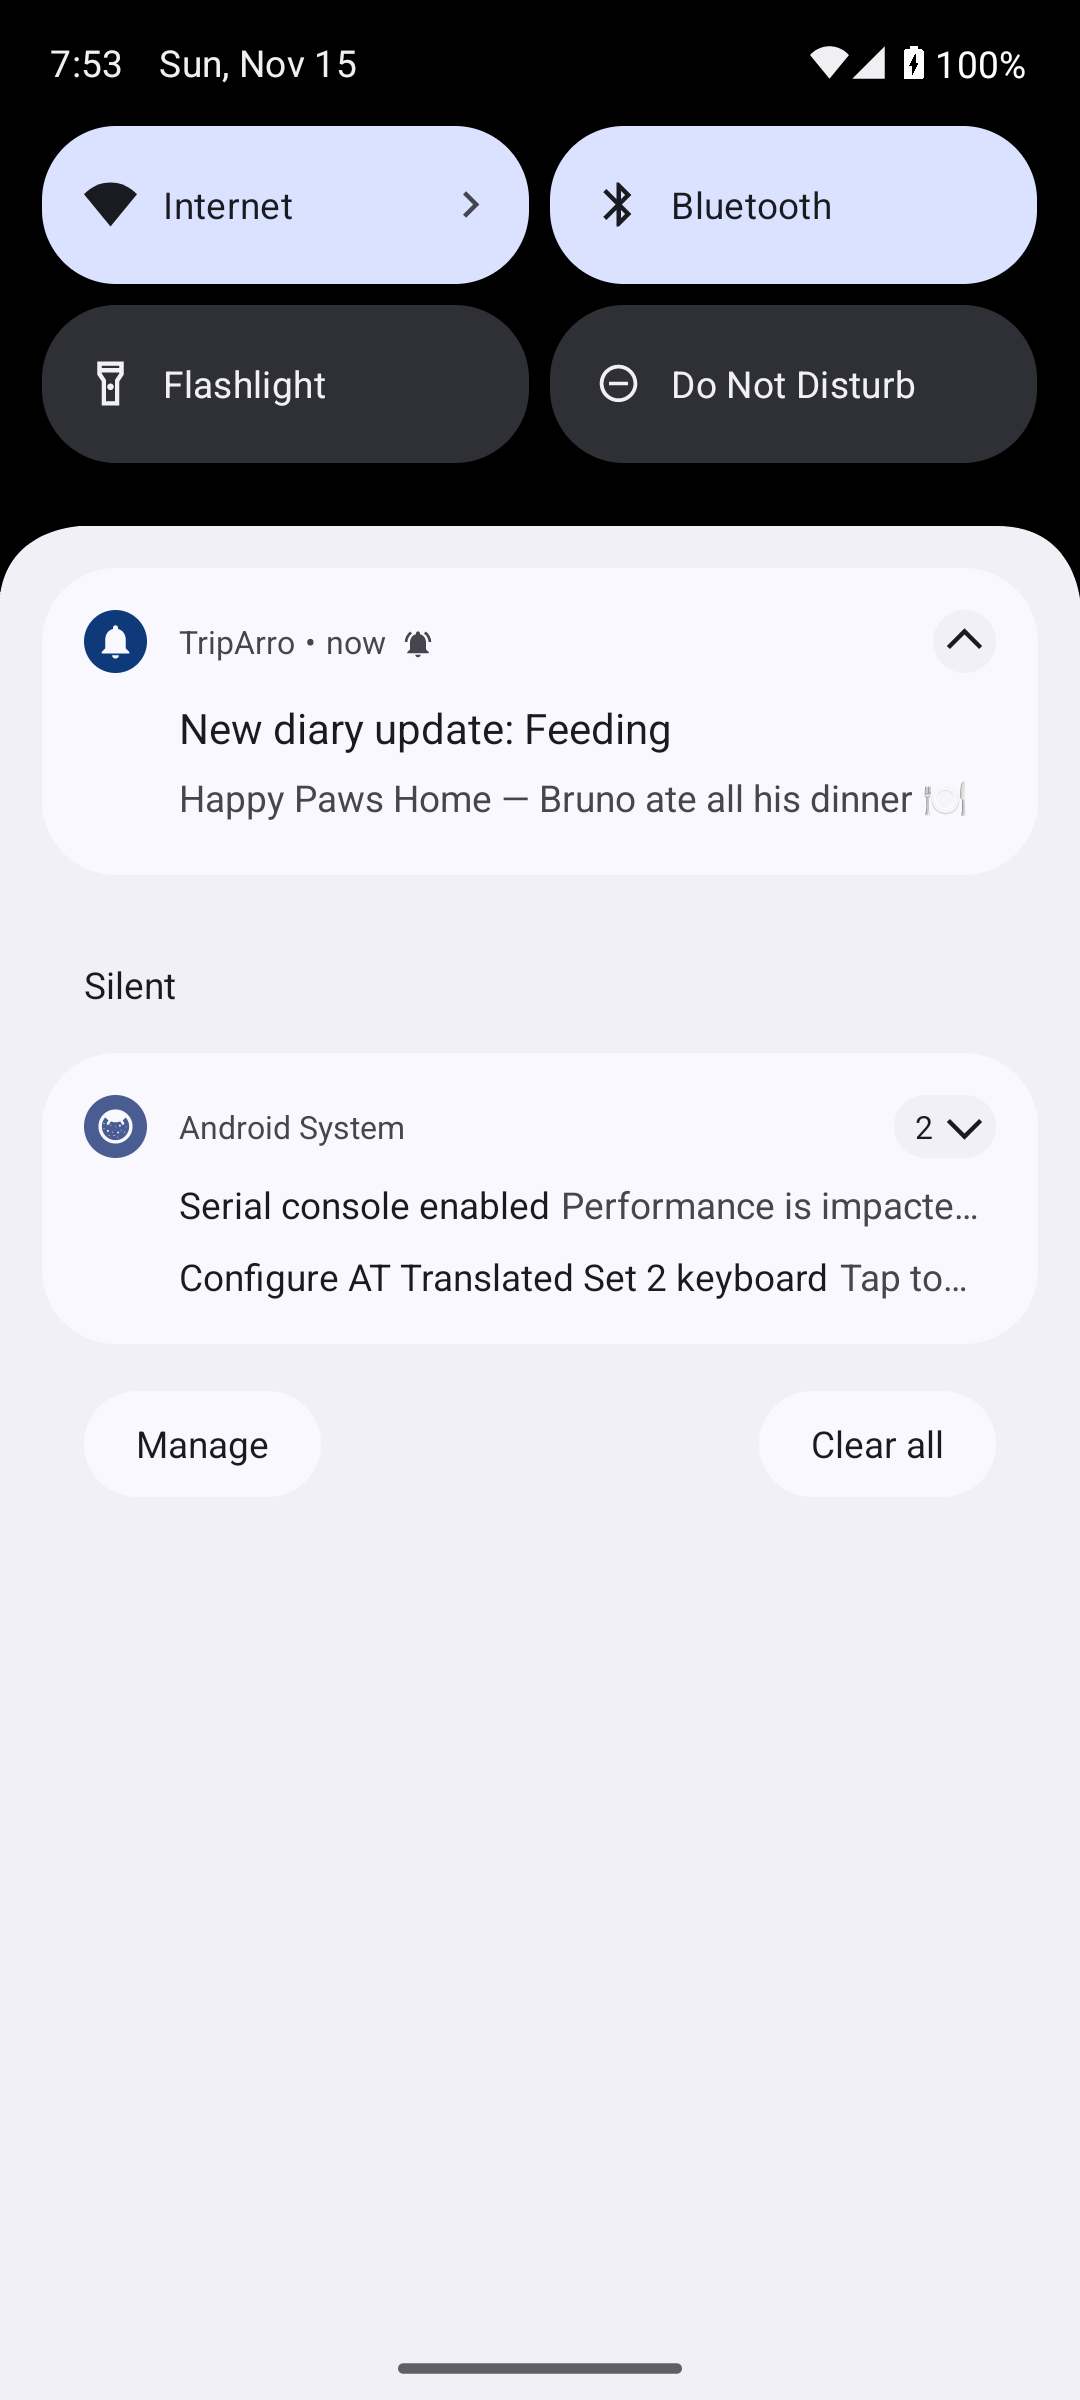 7:53 Sun, Nov 15 100%
Internet
Bluetooth
Flashlight
Do Not Disturb
TripArro • now
New diary update: Feeding
Happy Paws Home — Bruno ate all his dinner 🍽️
Silent
Android System 2
Serial console enabled Performance is impacte...
Configure AT Translated Set 2 keyboard Tap to...
Manage
Clear all